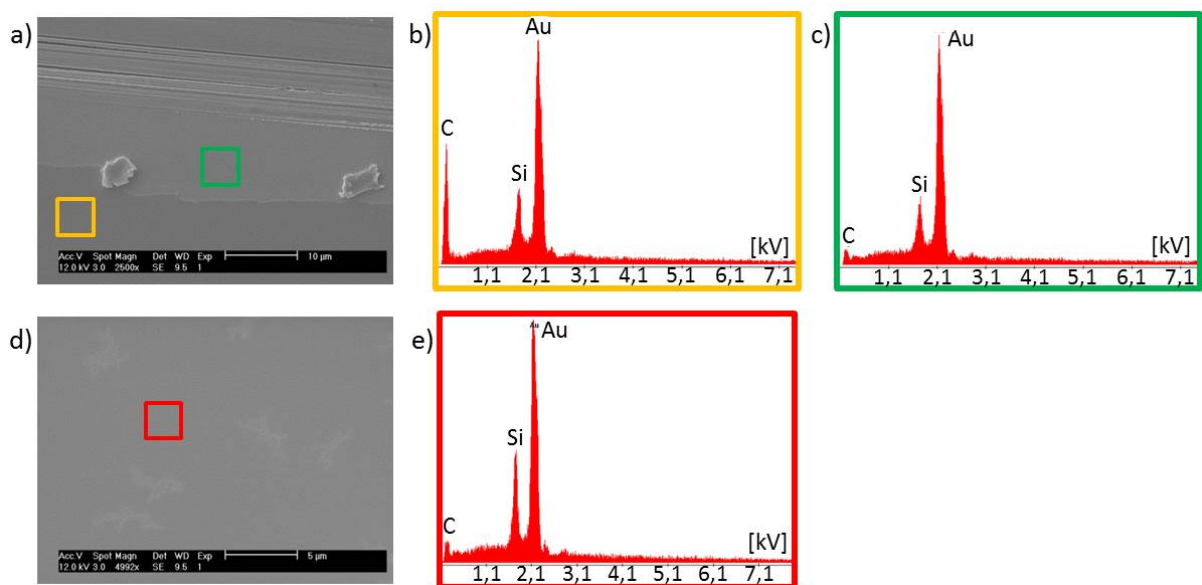 a)
Acc.V Spot Magn Det WD Exp
12.0 kV 3.0 2500x SE 9.5 1
10 µm
b)
Au
C
Si
[kV]
1,1 2,1 3,1 4,1 5,1 6,1 7,1
c)
Au
Si
C
[kV]
1,1 2,1 3,1 4,1 5,1 6,1 7,1
d)
Acc.V Spot Magn Det WD Exp
12.0 kV 3.0 4992x SE 9.5 1
5 µm
e)
Au Au
Si
C
[kV]
1,1 2,1 3,1 4,1 5,1 6,1 7,1